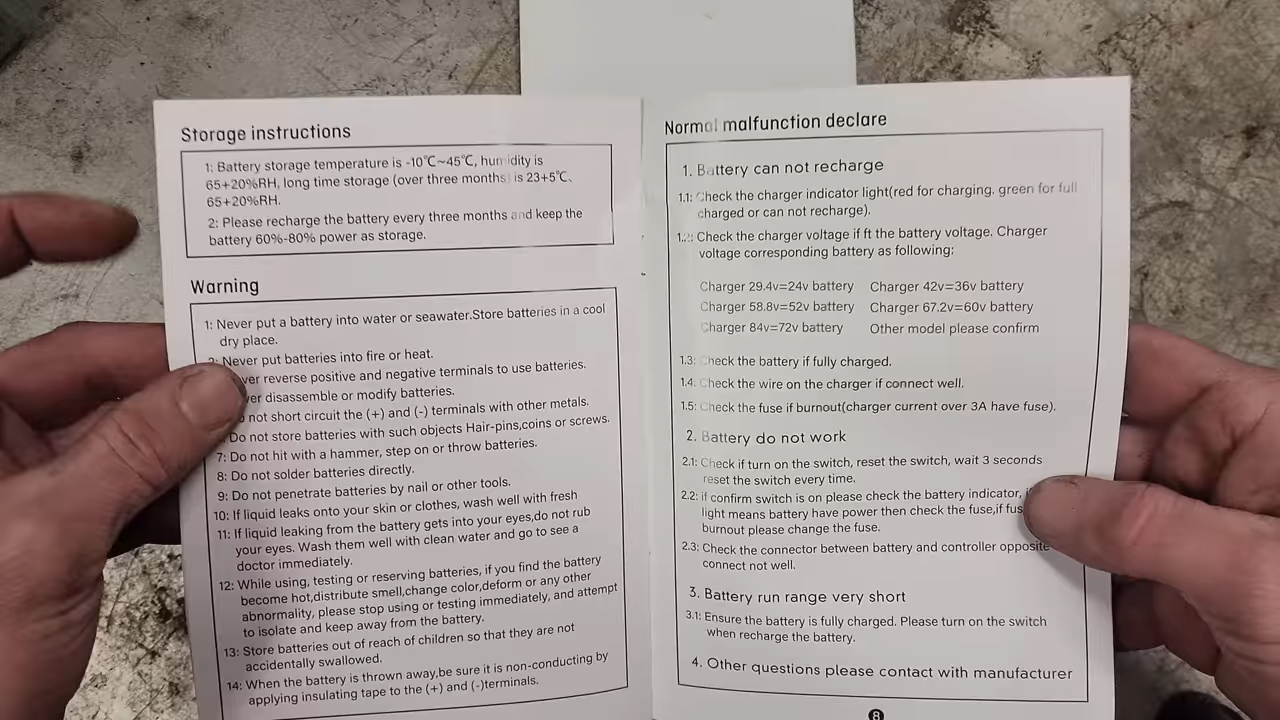 Storage instructions
1: Battery storage temperature is -10℃~45℃, humidity is
65+20%RH, long time storage (over three months) is 23+5℃、
65+20%RH.
2: Please recharge the battery every three months and keep the
battery 60%-80% power as storage.
Warning
1: Never put a battery into water or seawater.Store batteries in a cool
dry place.
2: Never put batteries into fire or heat.
reverse positive and negative terminals to use batteries.
disassemble or modify batteries.
not short circuit the (+) and (-) terminals with other metals.
Do not store batteries with such objects Hair-pins,coins or screws.
7: Do not hit with a hammer, step on or throw batteries.
8: Do not solder batteries directly.
9: Do not penetrate batteries by nail or other tools.
10: If liquid leaks onto your skin or clothes, wash well with fresh
11: If liquid leaking from the battery gets into your eyes,do not rub
your eyes. Wash them well with clean water and go to see a
doctor immediately.
12: While using, testing or reserving batteries, if you find the battery
become hot,distribute smell,change color,deform or any other
abnormality, please stop using or testing immediately, and attempt
to isolate and keep away from the battery.
13: Store batteries out of reach of children so that they are not
accidentally swallowed.
14: When the battery is thrown away,be sure it is non-conducting by
applying insulating tape to the (+) and (-)terminals.
Normal malfunction declare
1. Battery can not recharge
1.1: Check the charger indicator light(red for charging, green for full
charged or can not recharge).
1.2: Check the charger voltage if ft the battery voltage. Charger
voltage corresponding battery as following:
Charger 29.4v=24v battery Charger 42v=36v battery
Charger 58.8v=52v battery Charger 67.2v=60v battery
Charger 84v=72v battery Other model please confirm
1.3: Check the battery if fully charged.
1.4: Check the wire on the charger if connect well.
1.5: Check the fuse if burnout(charger current over 3A have fuse).
2. Battery do not work
2.1: Check if turn on the switch, reset the switch, wait 3 seconds
reset the switch every time.
2.2: if confirm switch is on please check the battery indicator,
light means battery have power then check the fuse,if
burnout please change the fuse.
2.3: Check the connector between battery and controller opposite
connect not well.
3. Battery run range very short
3.1: Ensure the battery is fully charged. Please turn on the switch
when recharge the battery.
4. Other questions please contact with manufacturer
8